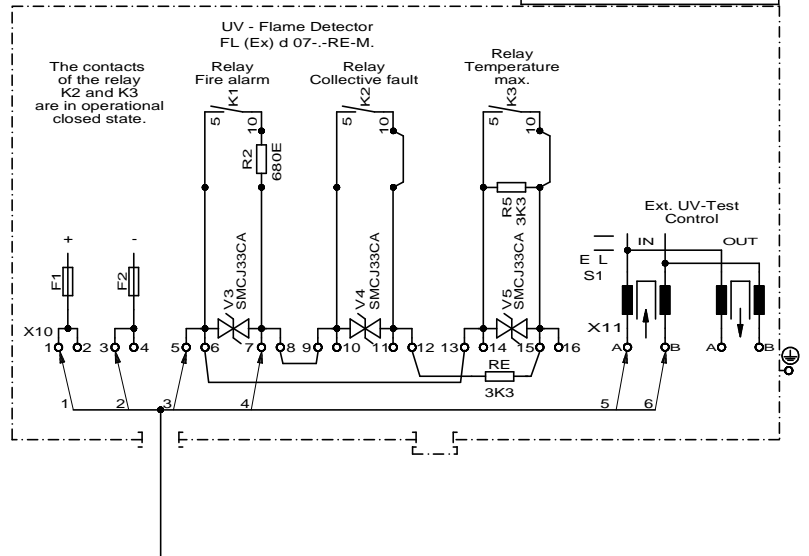 UV - Flame Detector
FL (Ex) d 07-.-RE-M.
The contacts
of the relay
K2 and K3
are in operational
closed state.
Relay
Fire alarm
Relay
Collective fault
Relay
Temperature
max.
K1
5
10
R2
680E
K2
5
10
K3
5
10
R5
3K3
Ext. UV-Test
Control
IN
OUT
E L
S1
+
-
F1
F2
V3
SMCJ33CA
V4
SMCJ33CA
V5
SMCJ33CA
X10
X11
1 2 3 4 5 6 7 8 9 10 11 12 13 14 15 16
A B A B
RE
3K3
1 2 3 4 5 6